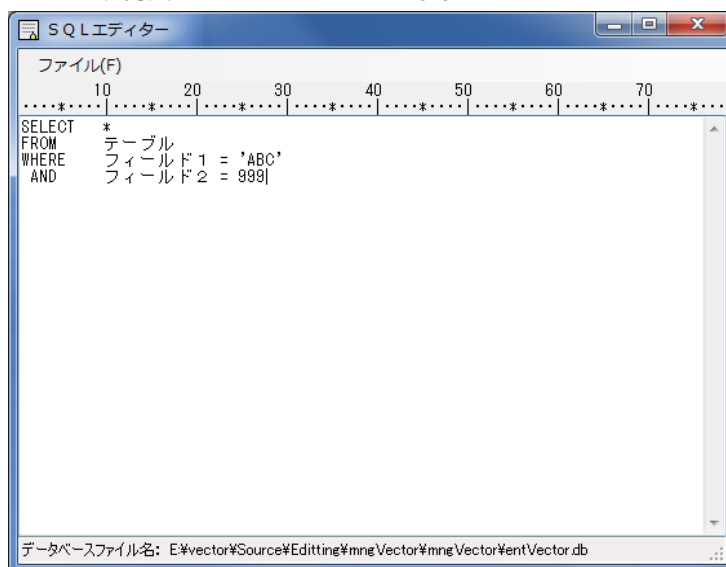 ＳＱＬエディター
ファイル(F)
10 20 30 40 50 60 70
····*····|····*····|····*····|····*····|····*····|····*····|····*····|····*···
SELECT *
FROM テーブル
WHERE フィールド１ = 'ABC'
AND フィールド２ = 999
データベースファイル名: E:¥vector¥Source¥Editting¥mngVector¥mngVector¥entVector.db